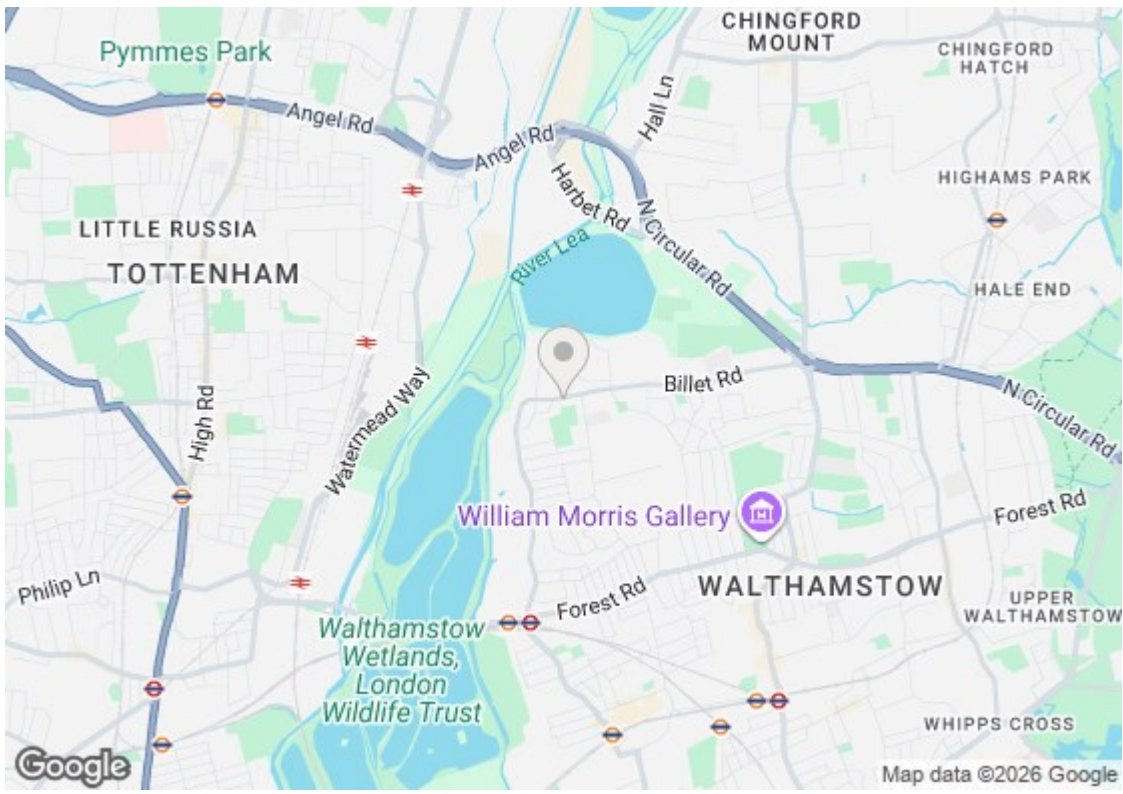 CHINGFORD
MOUNT
Pymmes Park
CHINGFORD
HATCH
Hall Ln
Angel Rd
Angel Rd
HIGHAMS PARK
Harbet Rd
N Circular Rd
LITTLE RUSSIA
TOTTENHAM
River Lea
HALE END
Billet Rd
Watermead Way
High Rd
N Circular Rd
William Morris Gallery
Forest Rd
Philip Ln
WALTHAMSTOW
Forest Rd
UPPER
WALTHAMSTOW
Walthamstow
Wetlands,
London
Wildlife Trust
WHIPPS CROSS
Google
Map data ©2026 Google